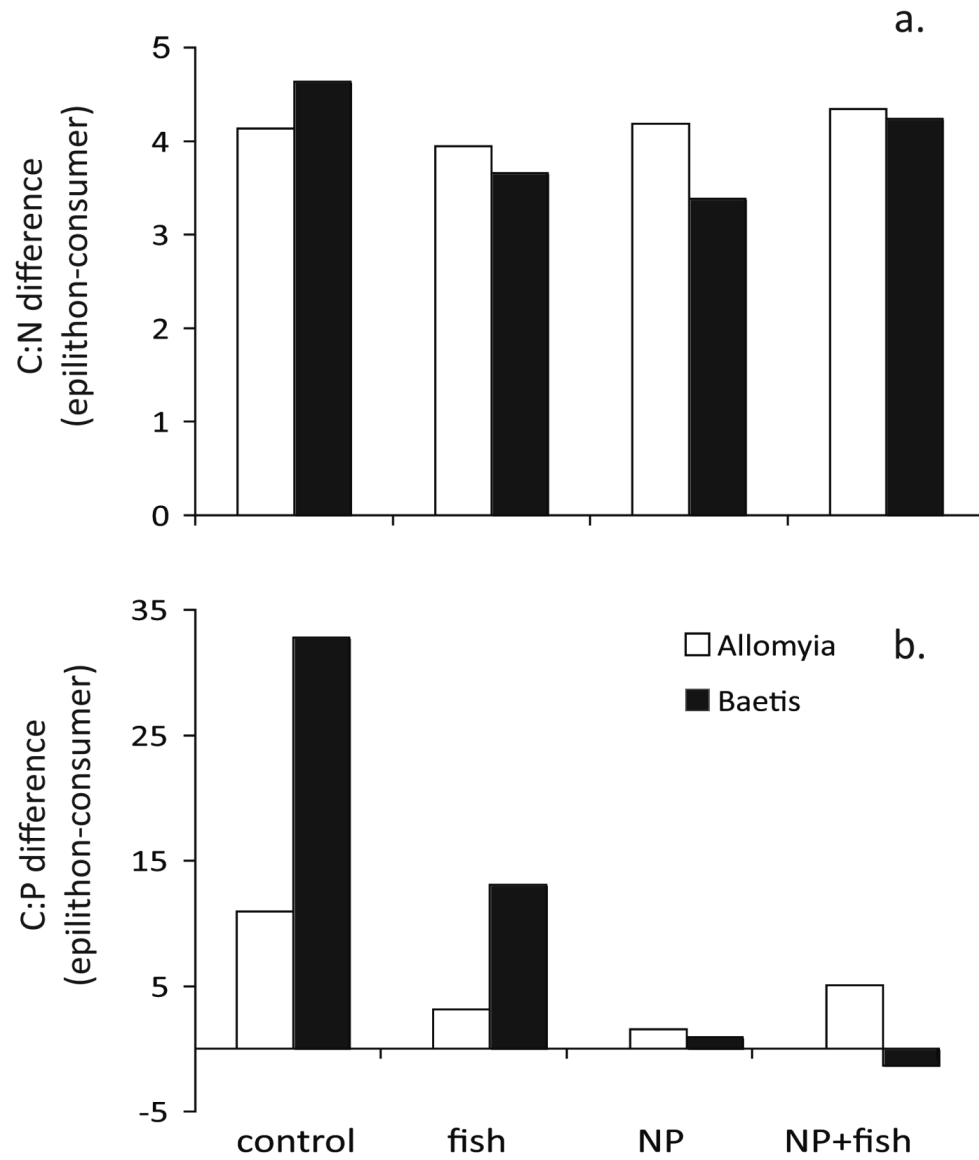 a.
C:N difference
(epilithon-consumer)
5
4
3
2
1
0
C:P difference
(epilithon-consumer)
35
25
15
5
-5
Allomyia
Baetis
b.
control fish NP NP+fish